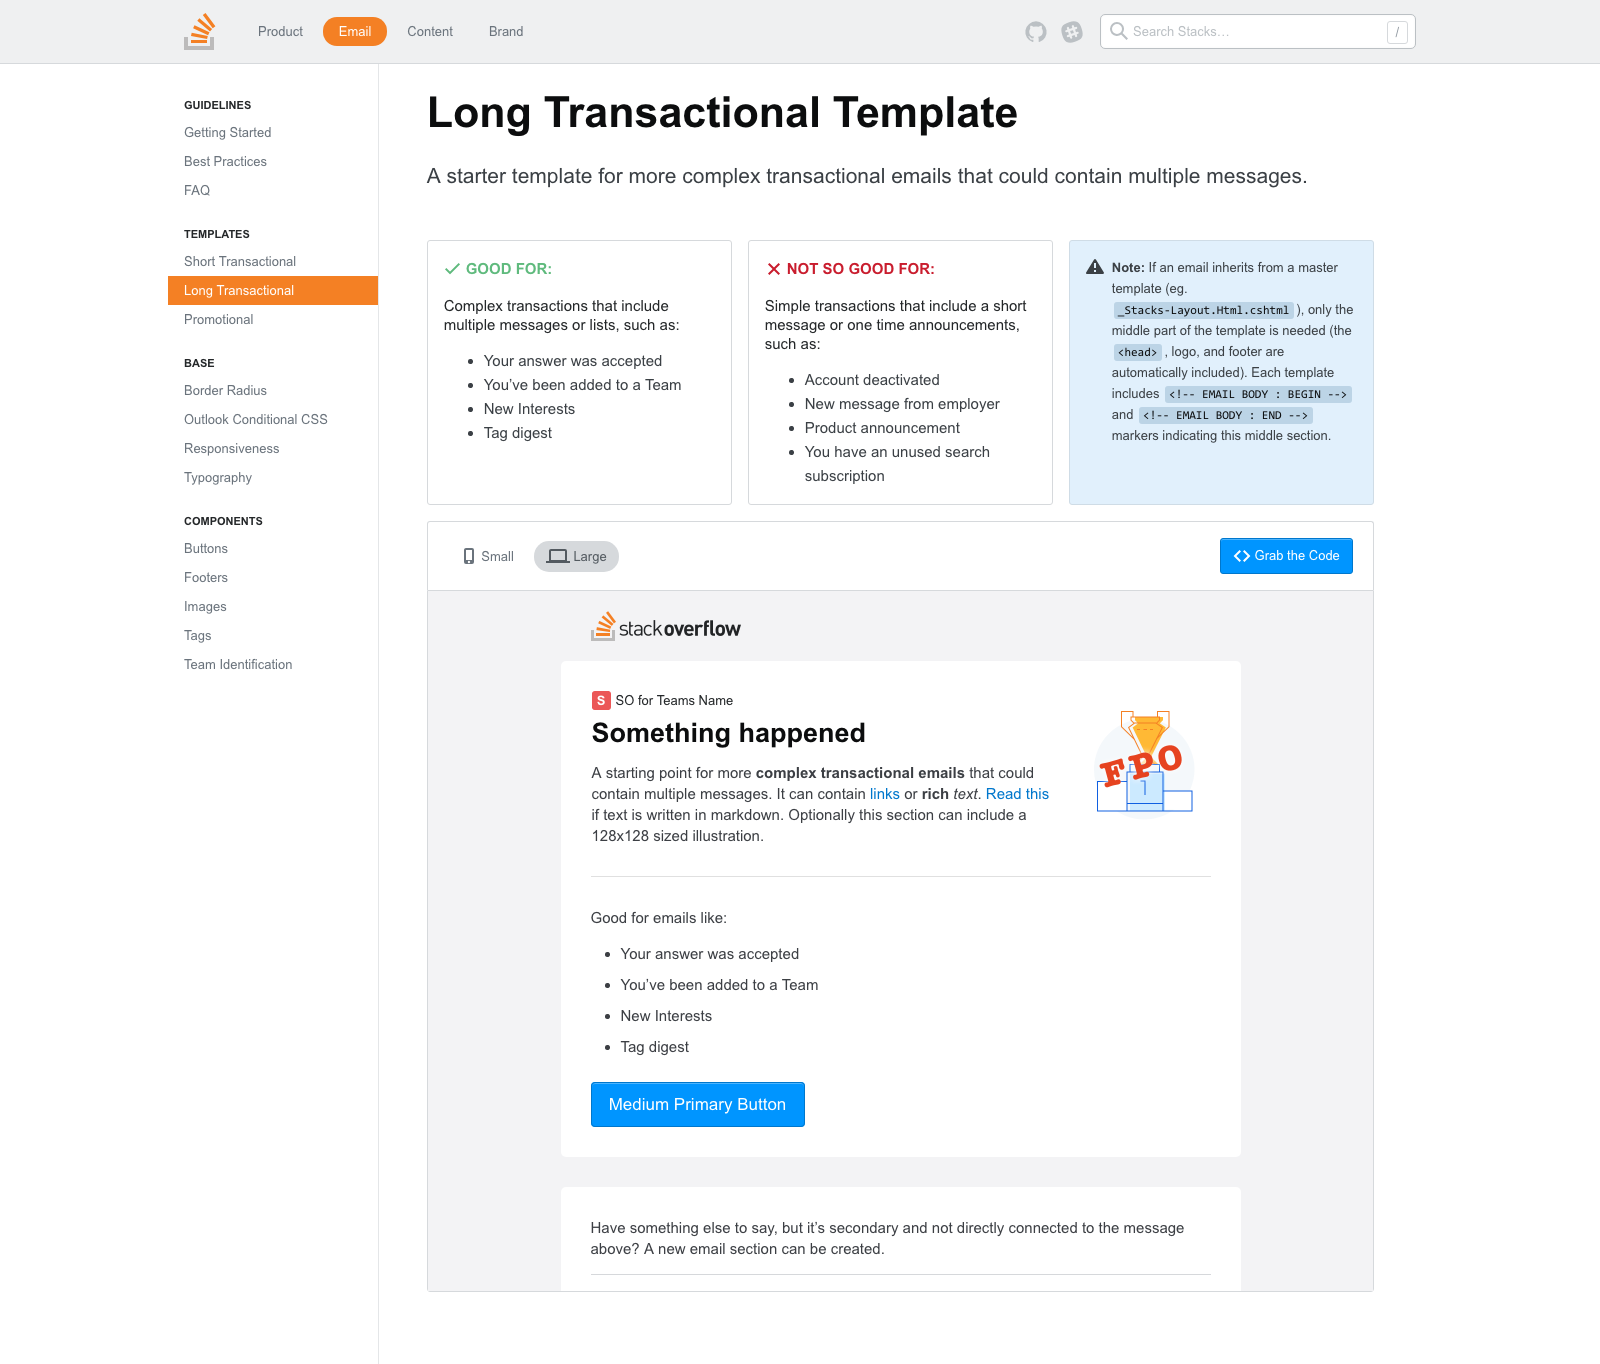 Product Email Content Brand Search Stacks… /
GUIDELINES
Getting Started
Best Practices
FAQ
TEMPLATES
Short Transactional
Long Transactional
Promotional
BASE
Border Radius
Outlook Conditional CSS
Responsiveness
Typography
COMPONENTS
Buttons
Footers
Images
Tags
Team Identification
Long Transactional Template
A starter template for more complex transactional emails that could contain multiple messages.
GOOD FOR:
Complex transactions that include
multiple messages or lists, such as:
• Your answer was accepted
• You’ve been added to a Team
• New Interests
• Tag digest
NOT SO GOOD FOR:
Simple transactions that include a short
message or one time announcements,
such as:
• Account deactivated
• New message from employer
• Product announcement
• You have an unused search
subscription
Note: If an email inherits from a master
template (eg.
_Stacks-Layout.Html.cshtml ), only the
middle part of the template is needed (the
<head> , logo, and footer are
automatically included). Each template
includes <!-- EMAIL BODY : BEGIN -->
and <!-- EMAIL BODY : END -->
markers indicating this middle section.
Small Large Grab the Code
stackoverflow
S SO for Teams Name
Something happened
A starting point for more complex transactional emails that could
contain multiple messages. It can contain links or rich text. Read this
if text is written in markdown. Optionally this section can include a
128x128 sized illustration.
FPO
1
Good for emails like:
• Your answer was accepted
• You’ve been added to a Team
• New Interests
• Tag digest
Medium Primary Button
Have something else to say, but it’s secondary and not directly connected to the message
above? A new email section can be created.